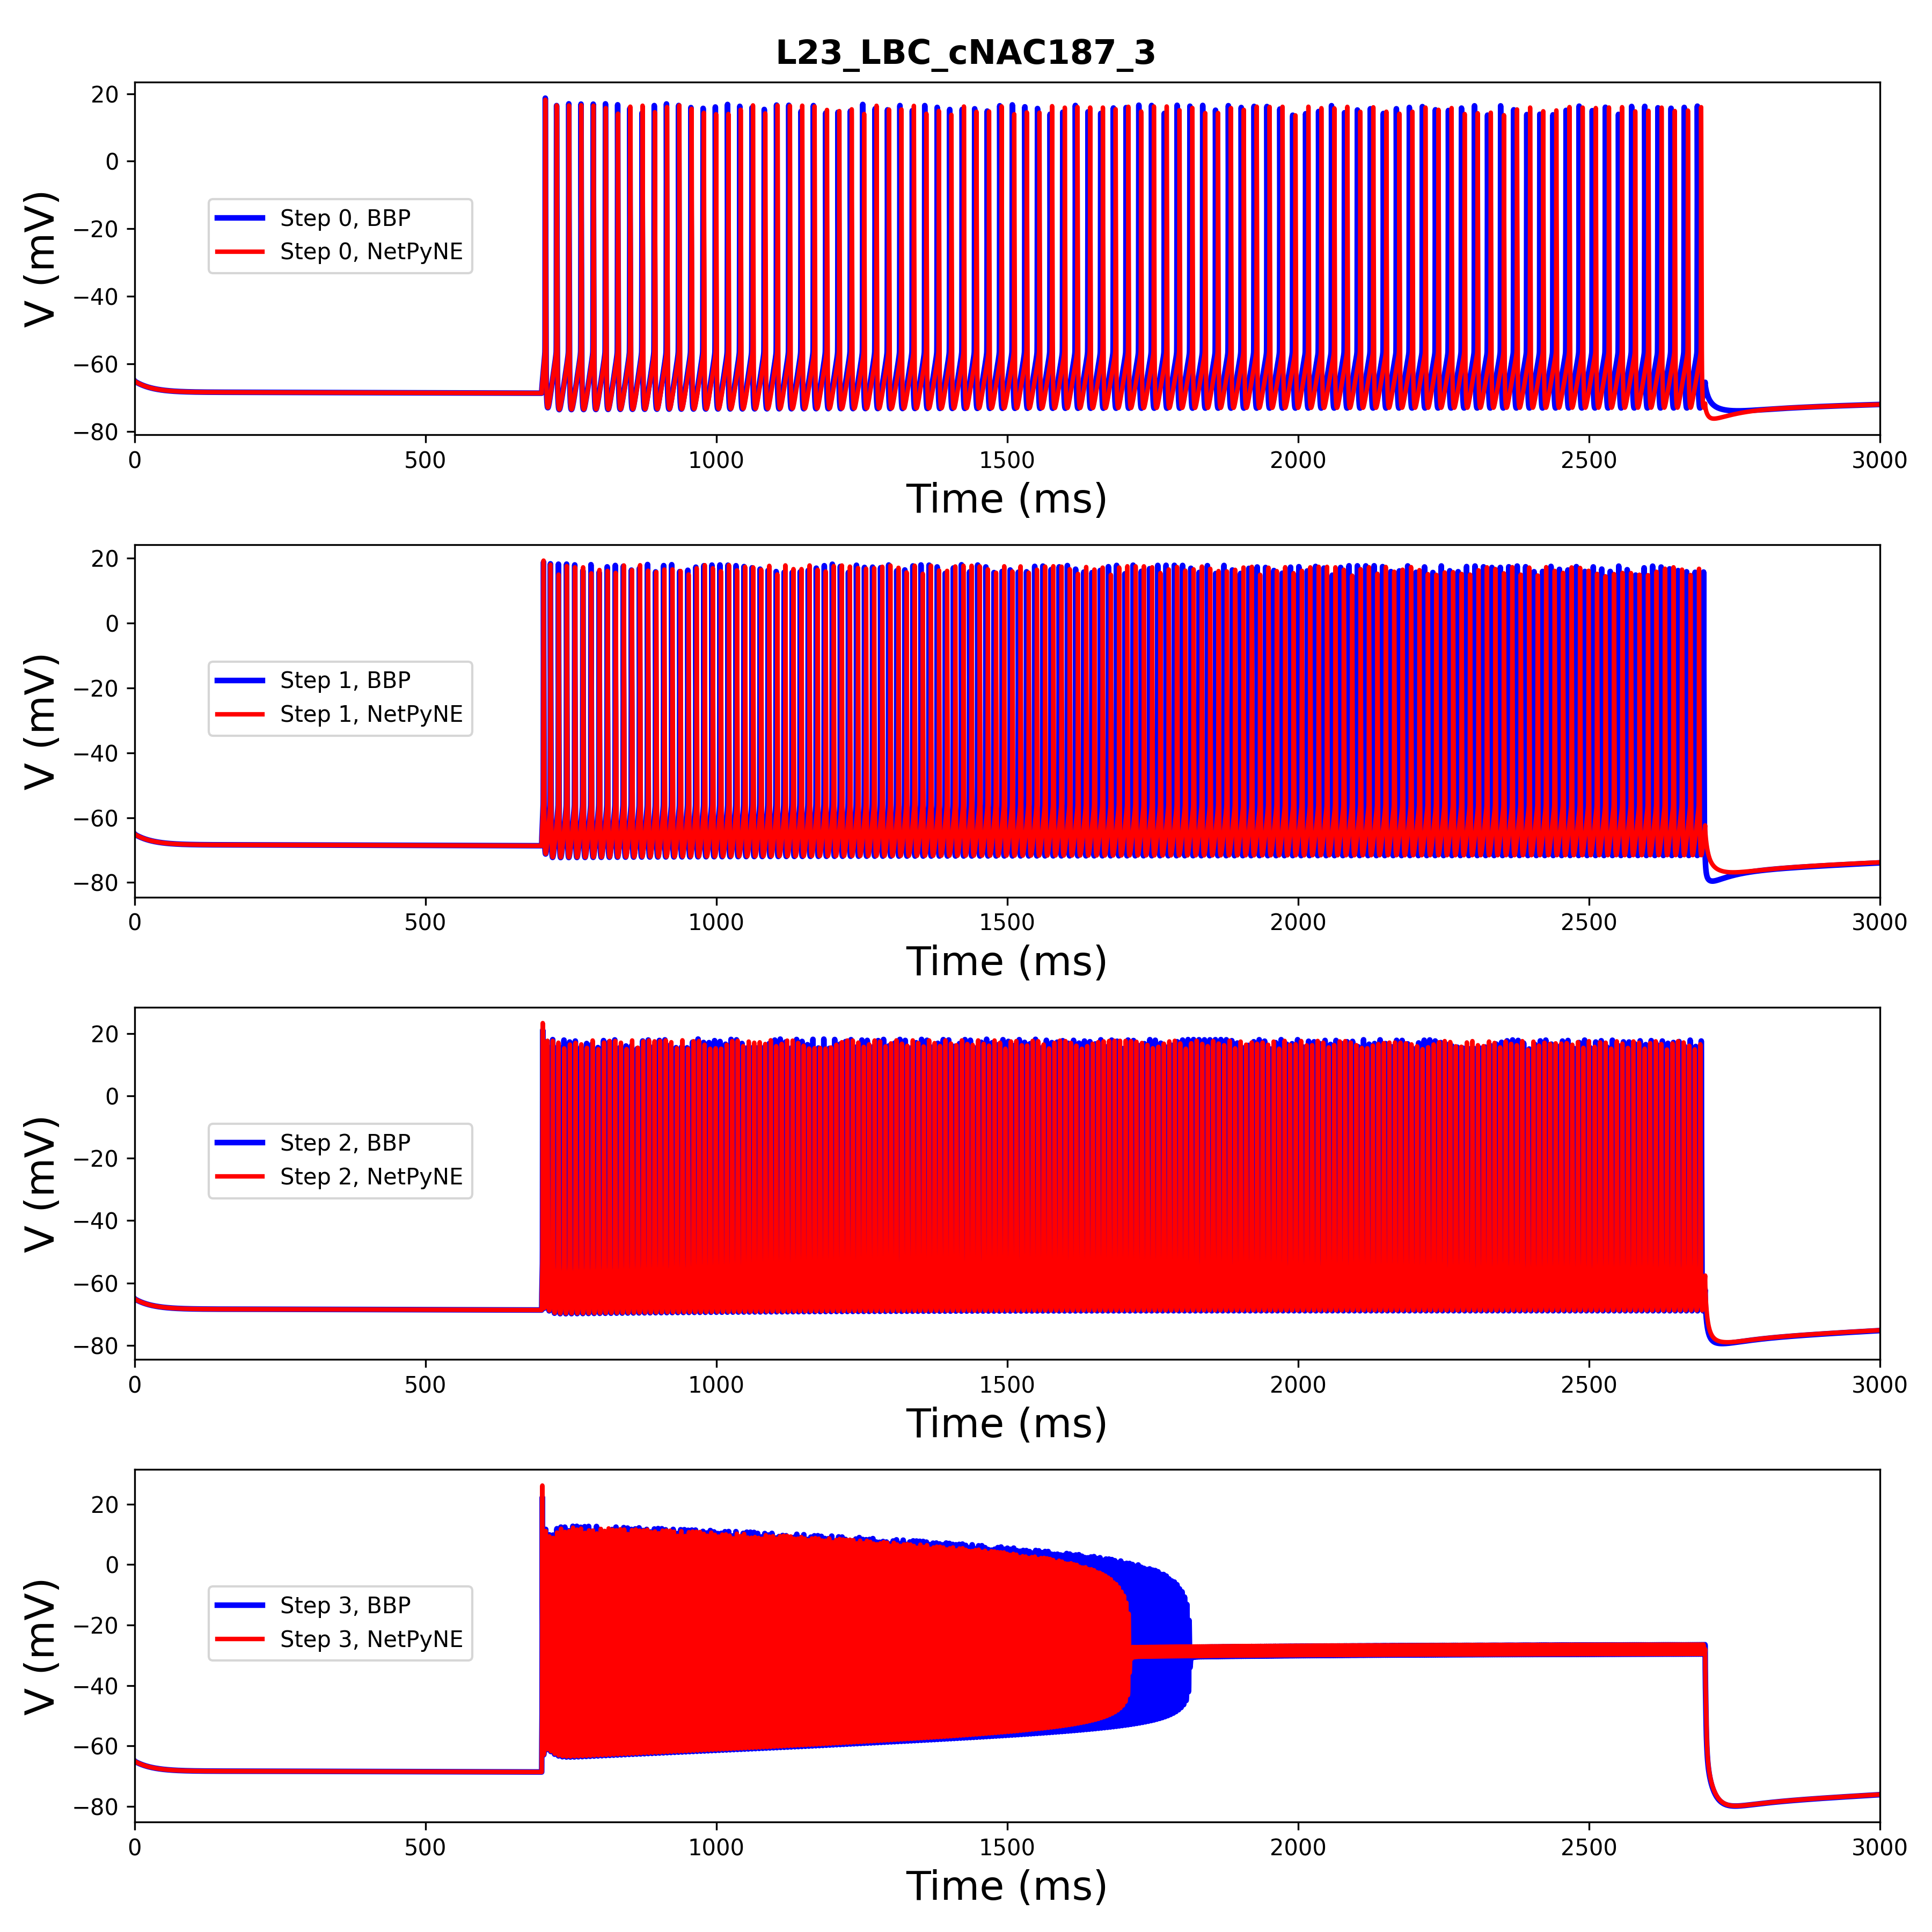 L23_LBC_cNAC187_3
20
0
−20
−40
−60
−80
V (mV)
Step 0, BBP
Step 0, NetPyNE
0 500 1000 1500 2000 2500 3000
Time (ms)
20
0
−20
−40
−60
−80
V (mV)
Step 1, BBP
Step 1, NetPyNE
0 500 1000 1500 2000 2500 3000
Time (ms)
20
0
−20
−40
−60
−80
V (mV)
Step 2, BBP
Step 2, NetPyNE
0 500 1000 1500 2000 2500 3000
Time (ms)
20
0
−20
−40
−60
−80
V (mV)
Step 3, BBP
Step 3, NetPyNE
0 500 1000 1500 2000 2500 3000
Time (ms)